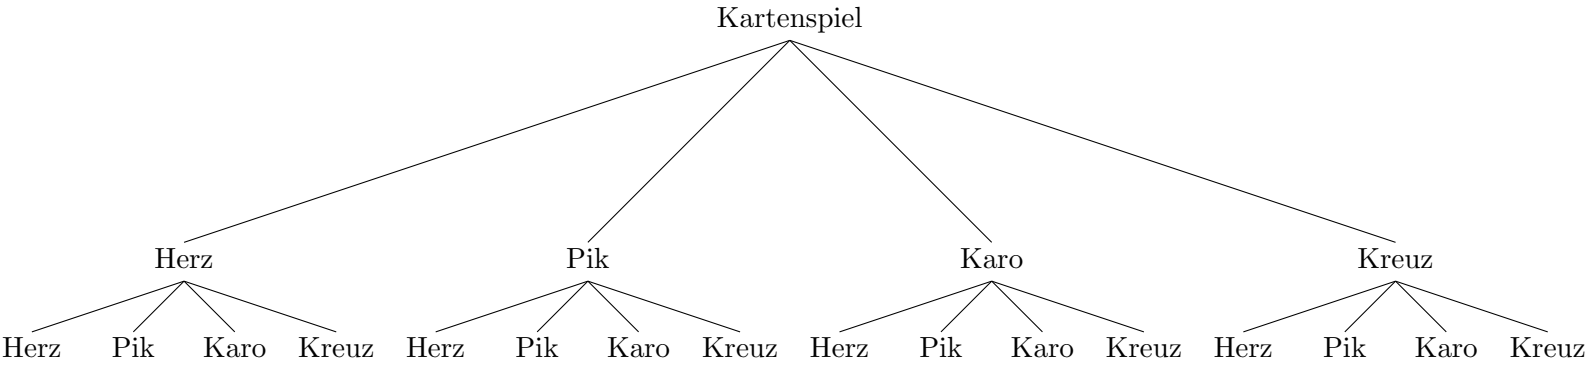 Kartenspiel
Herz Pik Karo Kreuz
Herz Pik Karo Kreuz Herz Pik Karo Kreuz Herz Pik Karo Kreuz Herz Pik Karo Kreuz